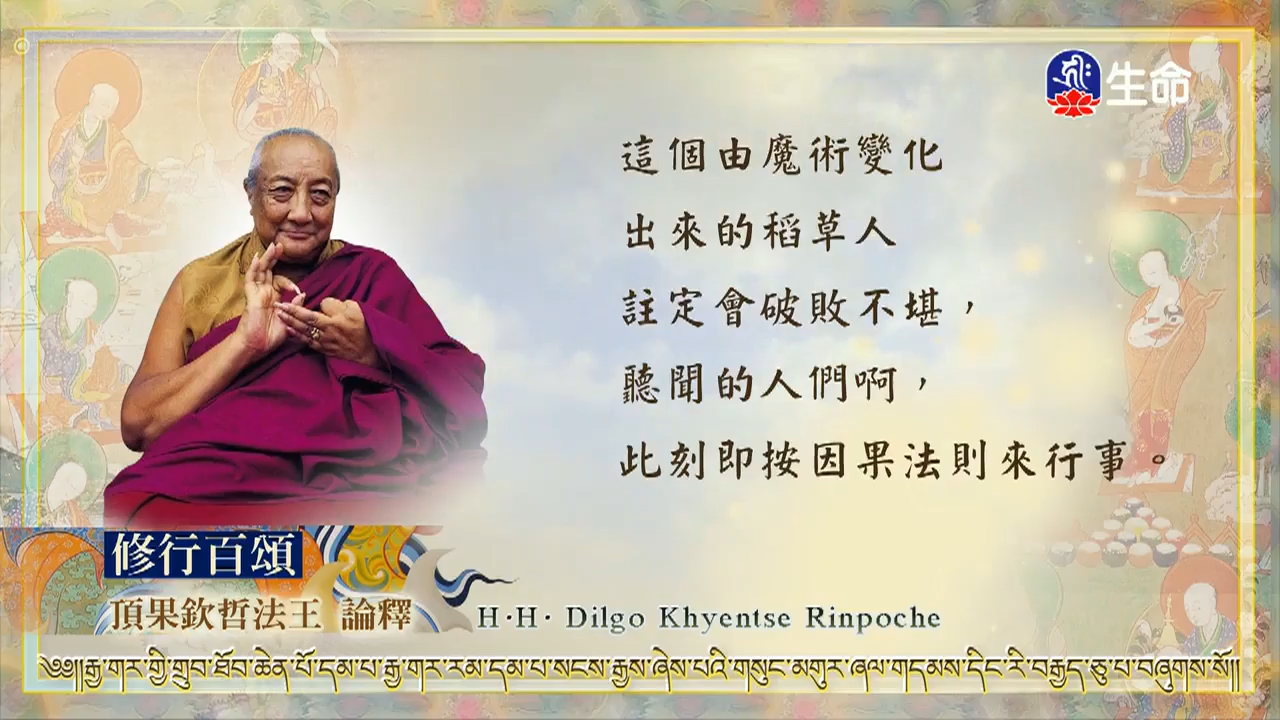 生命
這個由魔術變化
出來的稻草人
註定會破敗不堪，
聽聞的人們啊，
此刻即按因果法則來行事。
修行百頌
頂果欽哲法王 論釋
H·H· Dilgo Khyentse Rinpoche
༄༅།།རྒྱ་གར་གྱི་གྲུབ་ཐོབ་ཆེན་པོ་དམ་པ་རྒྱ་གར་རམ་དམ་པ་སངས་རྒྱས་ཞེས་པའི་གསུང་མགུར་ཞལ་གདམས་དིང་རི་བརྒྱད་ཅུ་པ་བཞུགས་སོ།།